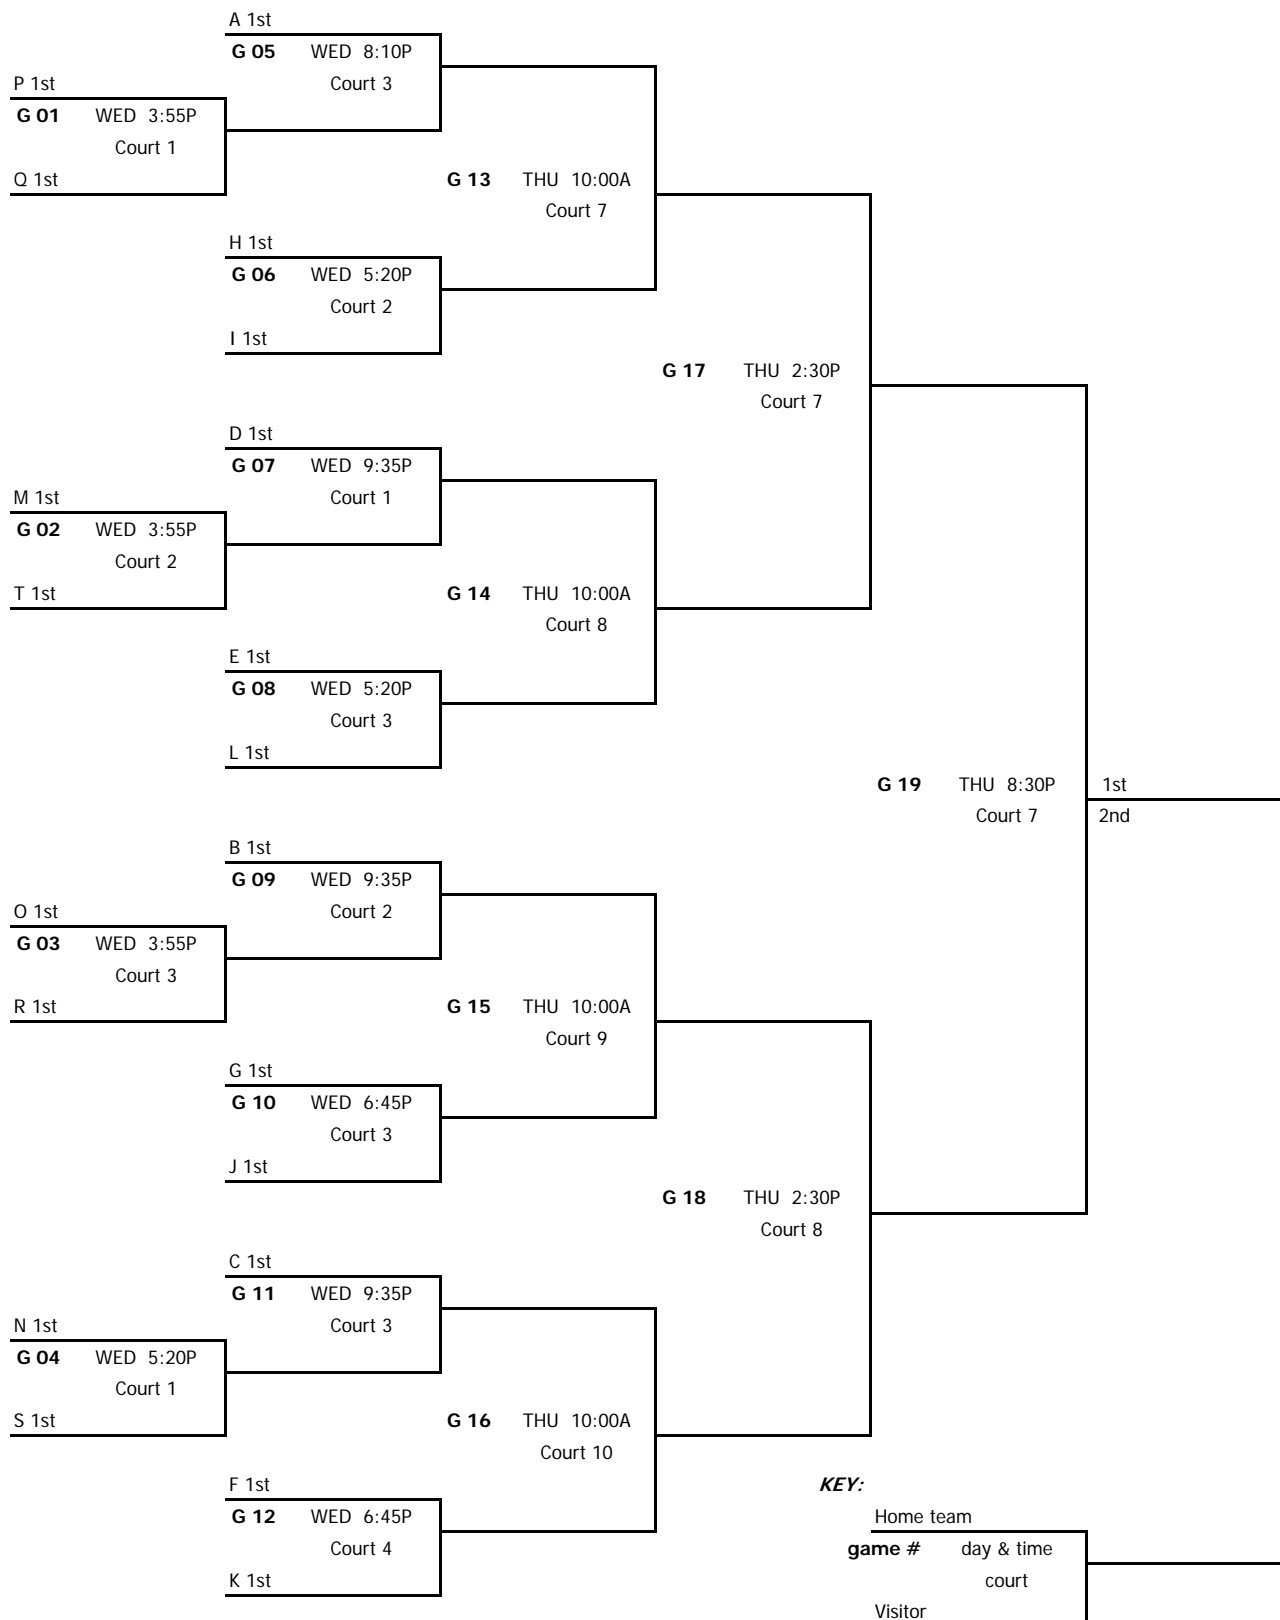 A 1st
G 05 WED 8:10P
P 1st Court 3
G 01 WED 3:55P
Court 1
Q 1st G 13 THU 10:00A
Court 7
H 1st
G 06 WED 5:20P
Court 2
I 1st
G 17 THU 2:30P
Court 7
D 1st
G 07 WED 9:35P
M 1st Court 1
G 02 WED 3:55P
Court 2
T 1st G 14 THU 10:00A
Court 8
E 1st
G 08 WED 5:20P
Court 3
L 1st
G 19 THU 8:30P 1st
Court 7 2nd
B 1st
G 09 WED 9:35P
O 1st Court 2
G 03 WED 3:55P
Court 3
R 1st G 15 THU 10:00A
Court 9
G 1st
G 10 WED 6:45P
Court 3
J 1st
G 18 THU 2:30P
Court 8
C 1st
G 11 WED 9:35P
N 1st Court 3
G 04 WED 5:20P
Court 1
S 1st G 16 THU 10:00A
Court 10
F 1st KEY:
G 12 WED 6:45P Home team
Court 4 game # day & time
K 1st court
Visitor